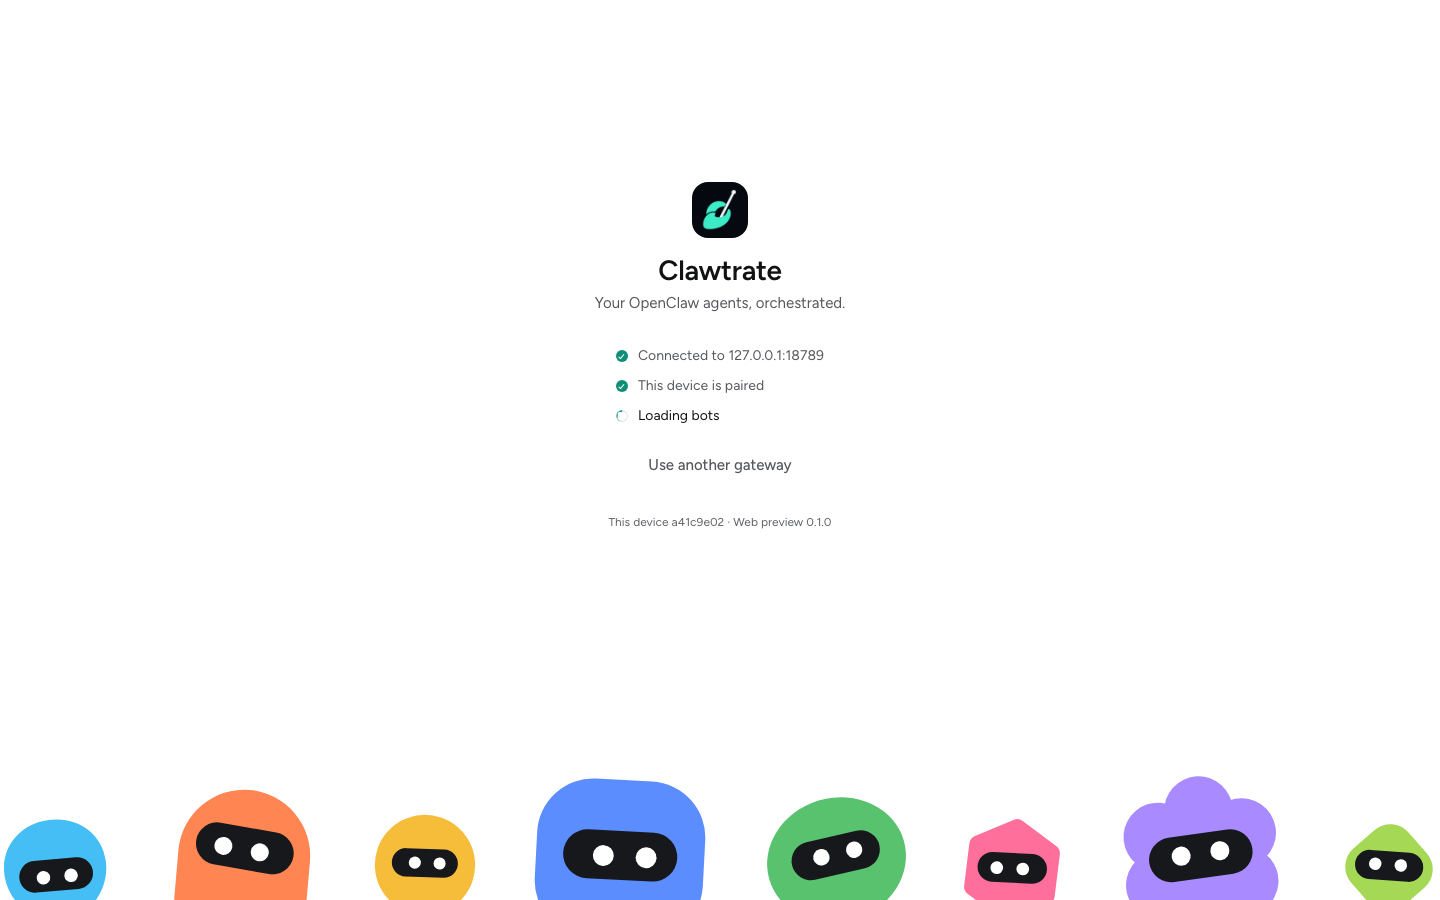 Clawtrate
Your OpenClaw agents, orchestrated.
Connected to 127.0.0.1:18789
This device is paired
Loading bots
Use another gateway
This device a41c9e02 · Web preview 0.1.0